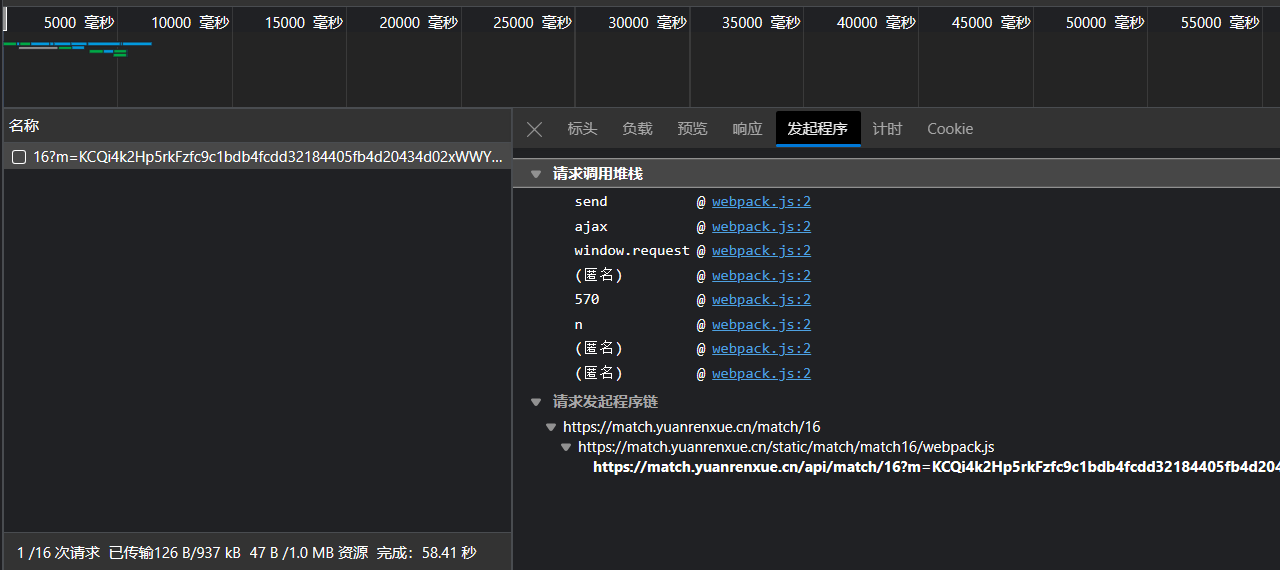 5000 毫秒 10000 毫秒 15000 毫秒 20000 毫秒 25000 毫秒 30000 毫秒 35000 毫秒 40000 毫秒 45000 毫秒 50000 毫秒 55000 毫秒
名称
16?m=KCQi4k2Hp5rkFzfc9c1bdb4fcdd32184405fb4d20434d02xWWY...
1 /16 次请求 已传输126 B/937 kB 47 B /1.0 MB 资源 完成：58.41 秒
标头 负载 预览 响应 发起程序 计时 Cookie
请求调用堆栈
send @ webpack.js:2
ajax @ webpack.js:2
window.request @ webpack.js:2
(匿名) @ webpack.js:2
570 @ webpack.js:2
n @ webpack.js:2
(匿名) @ webpack.js:2
(匿名) @ webpack.js:2
请求发起程序链
https://match.yuanrenxue.cn/match/16
https://match.yuanrenxue.cn/static/match/match16/webpack.js
https://match.yuanrenxue.cn/api/match/16?m=KCQi4k2Hp5rkFzfc9c1bdb4fcdd32184405fb4d204